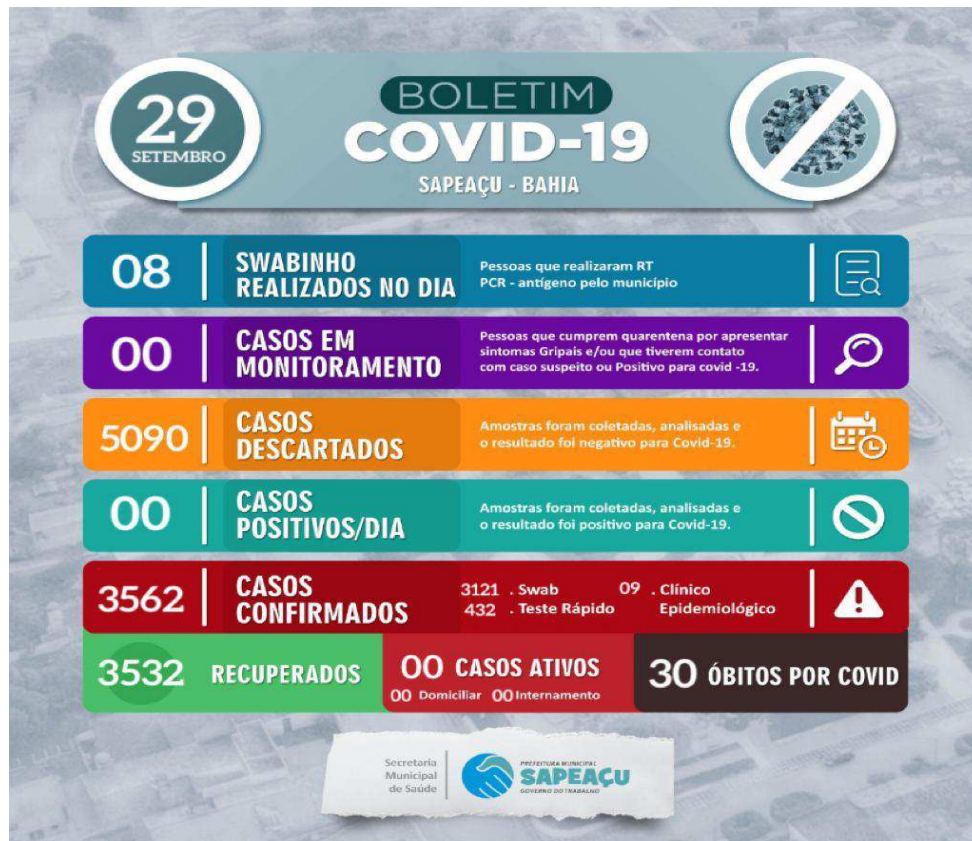 29
SETEMBRO
BOLETIM
COVID-19
SAPEAÇU - BAHIA
08
SWABINHO
REALIZADOS NO DIA
Pessoas que realizaram RT
PCR - antígeno pelo município
00
CASOS EM
MONITORAMENTO
Pessoas que cumprem quarentena por apresentar
sintomas Gripais e/ou que tiverem contato
com caso suspeito ou Positivo para covid -19.
5090
CASOS
DESCARTADOS
Amostras foram coletadas, analisadas e
o resultado foi negativo para Covid-19.
00
CASOS
POSITIVOS/DIA
Amostras foram coletadas, analisadas e
o resultado foi positivo para Covid-19.
3562
CASOS
CONFIRMADOS
3121 . Swab
432 . Teste Rápido
09 . Clínico
Epidemiológico
3532 RECUPERADOS
00 CASOS ATIVOS
00 Domiciliar 00 Internamento
30 ÓBITOS POR COVID
Secretaria
Municipal
de Saúde
PREFEITURA MUNICIPAL
SAPEAÇU
GOVERNO DO TRABALHO